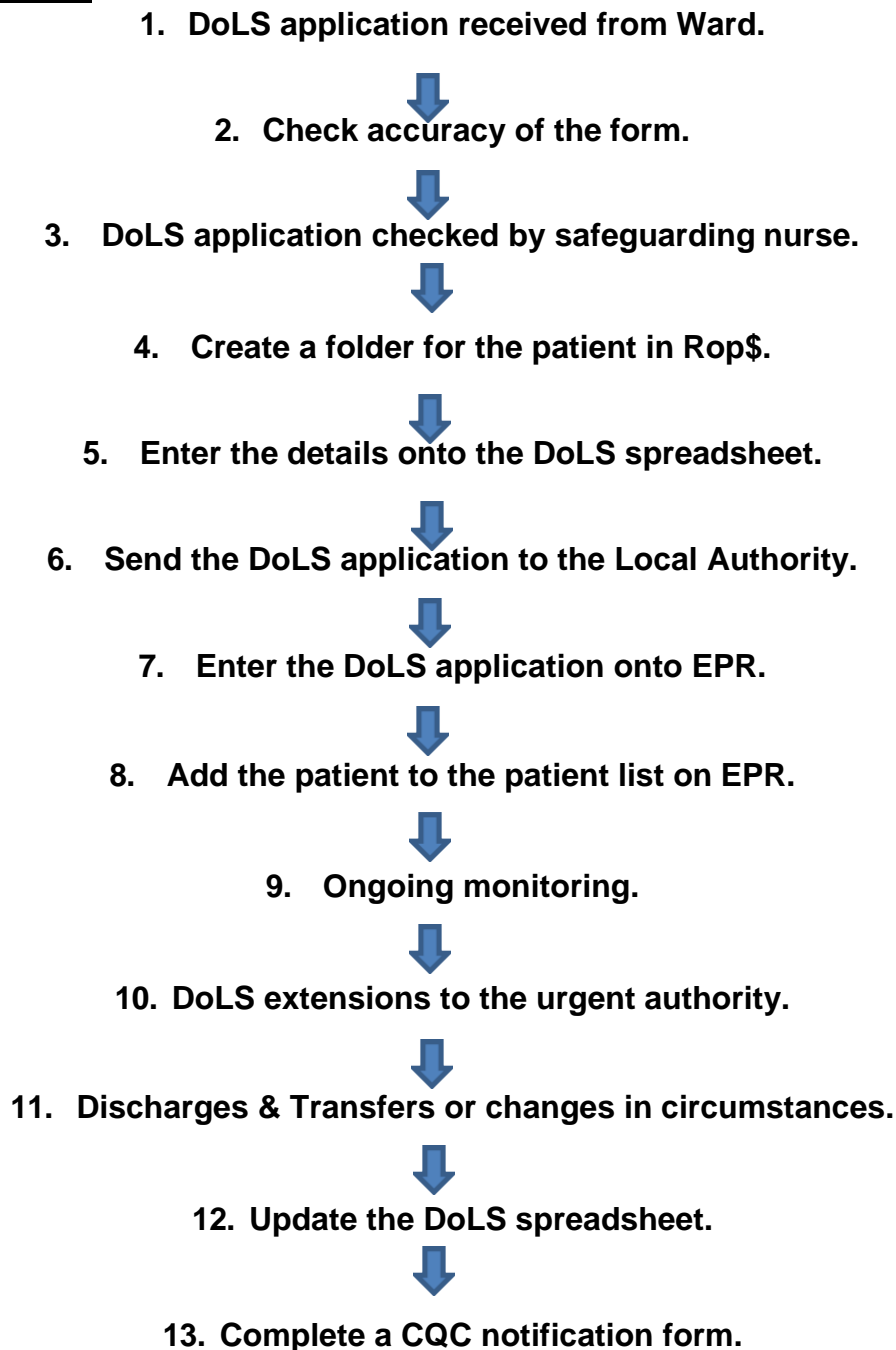 1. DoLS application received from Ward.
2. Check accuracy of the form.
3. DoLS application checked by safeguarding nurse.
4. Create a folder for the patient in Rop$.
5. Enter the details onto the DoLS spreadsheet.
6. Send the DoLS application to the Local Authority.
7. Enter the DoLS application onto EPR.
8. Add the patient to the patient list on EPR.
9. Ongoing monitoring.
10. DoLS extensions to the urgent authority.
11. Discharges & Transfers or changes in circumstances.
12. Update the DoLS spreadsheet.
13. Complete a CQC notification form.